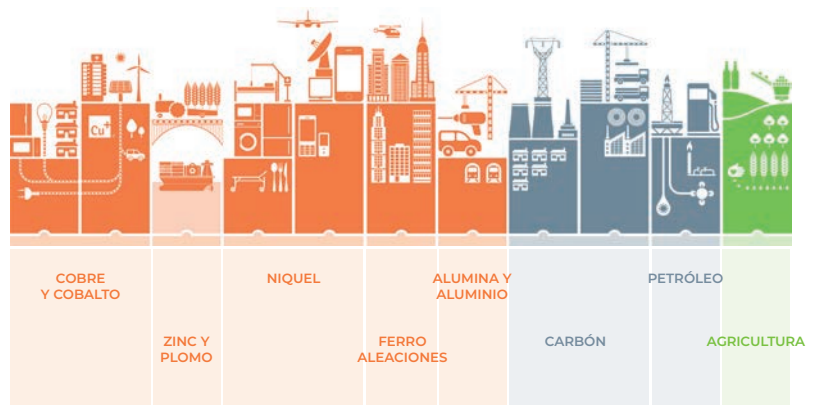 Cu+
COBRE
Y COBALTO
ZINC Y
PLOMO
NIQUEL
FERRO
ALEACIONES
ALUMINA Y
ALUMINIO
CARBÓN
PETRÓLEO
AGRICULTURA